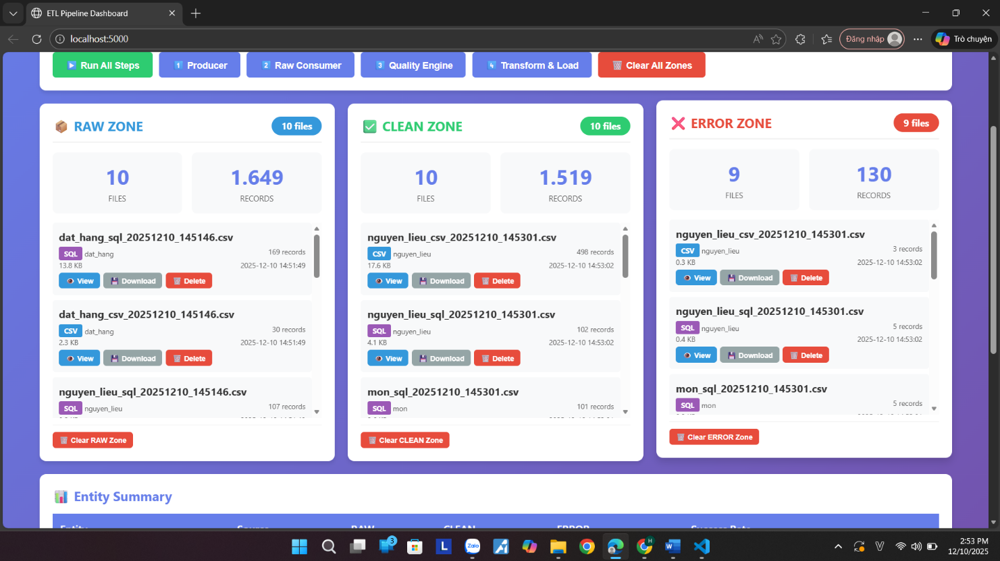 ETL Pipeline Dashboard
localhost:5000
Đăng nhập
Trò chuyện
Run All Steps
1 Producer
2 Raw Consumer
3 Quality Engine
4 Transform & Load
Clear All Zones
RAW ZONE
10 files
10
FILES
1.649
RECORDS
dat_hang_sql_20251210_145146.csv
SQL dat_hang
169 records
13.8 KB
2025-12-10 14:51:49
View
Download
Delete
dat_hang_csv_20251210_145146.csv
CSV dat_hang
30 records
2.3 KB
2025-12-10 14:51:49
View
Download
Delete
nguyen_lieu_sql_20251210_145146.csv
SQL nguyen_lieu
107 records
Clear RAW Zone
CLEAN ZONE
10 files
10
FILES
1.519
RECORDS
nguyen_lieu_csv_20251210_145301.csv
CSV nguyen_lieu
498 records
17.6 KB
2025-12-10 14:53:02
View
Download
Delete
nguyen_lieu_sql_20251210_145301.csv
SQL nguyen_lieu
102 records
4.1 KB
2025-12-10 14:53:02
View
Download
Delete
mon_sql_20251210_145301.csv
SQL mon
101 records
Clear CLEAN Zone
ERROR ZONE
9 files
9
FILES
130
RECORDS
nguyen_lieu_csv_20251210_145301.csv
CSV nguyen_lieu
3 records
0.3 KB
2025-12-10 14:53:02
View
Download
Delete
nguyen_lieu_sql_20251210_145301.csv
SQL nguyen_lieu
5 records
0.4 KB
2025-12-10 14:53:02
View
Download
Delete
mon_sql_20251210_145301.csv
SQL mon
5 records
Clear ERROR Zone
Entity Summary
Entity Source RAW CLEAN ERROR Success Rate
3
L
Zalo
H
W
V
2:53 PM
12/10/2025